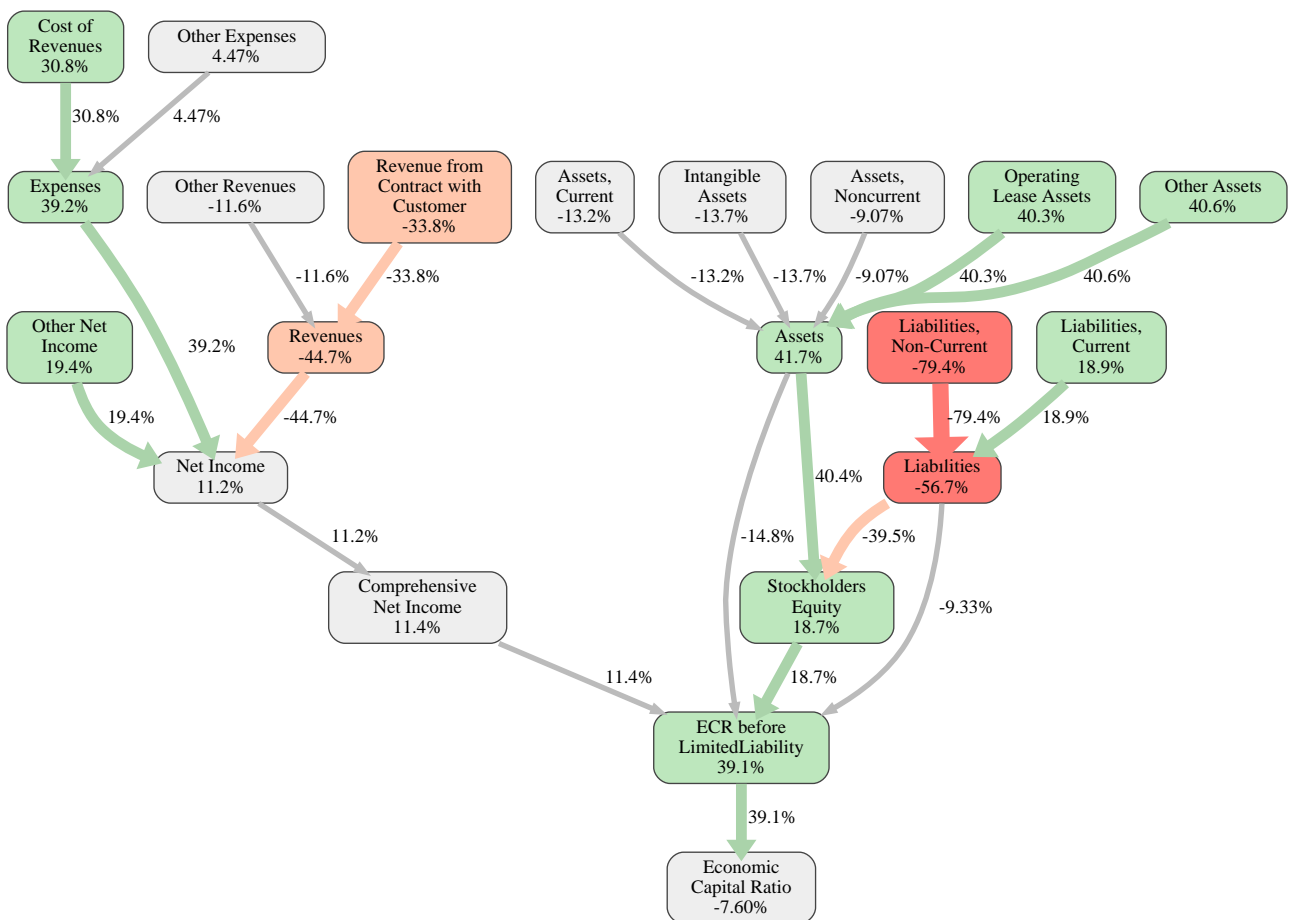 Cost of
Revenues
30.8%
Other Expenses
4.47%
30.8%
4.47%
Expenses
39.2%
Other Revenues
-11.6%
Revenue from
Contract with
Customer
-33.8%
Assets,
Current
-13.2%
Intangible
Assets
-13.7%
Assets,
Noncurrent
-9.07%
Operating
Lease Assets
40.3%
Other Assets
40.6%
-11.6%
-33.8%
-13.2%
-13.7%
-9.07%
40.3%
40.6%
Other Net
Income
19.4%
39.2%
Revenues
-44.7%
Assets
41.7%
Liabilities,
Non-Current
-79.4%
Liabilities,
Current
18.9%
19.4%
-44.7%
-79.4%
18.9%
Net Income
11.2%
40.4%
Liabilities
-56.7%
11.2%
-14.8%
-39.5%
Comprehensive
Net Income
11.4%
Stockholders
Equity
18.7%
-9.33%
11.4%
18.7%
ECR before
LimitedLiability
39.1%
39.1%
Economic
Capital Ratio
-7.60%